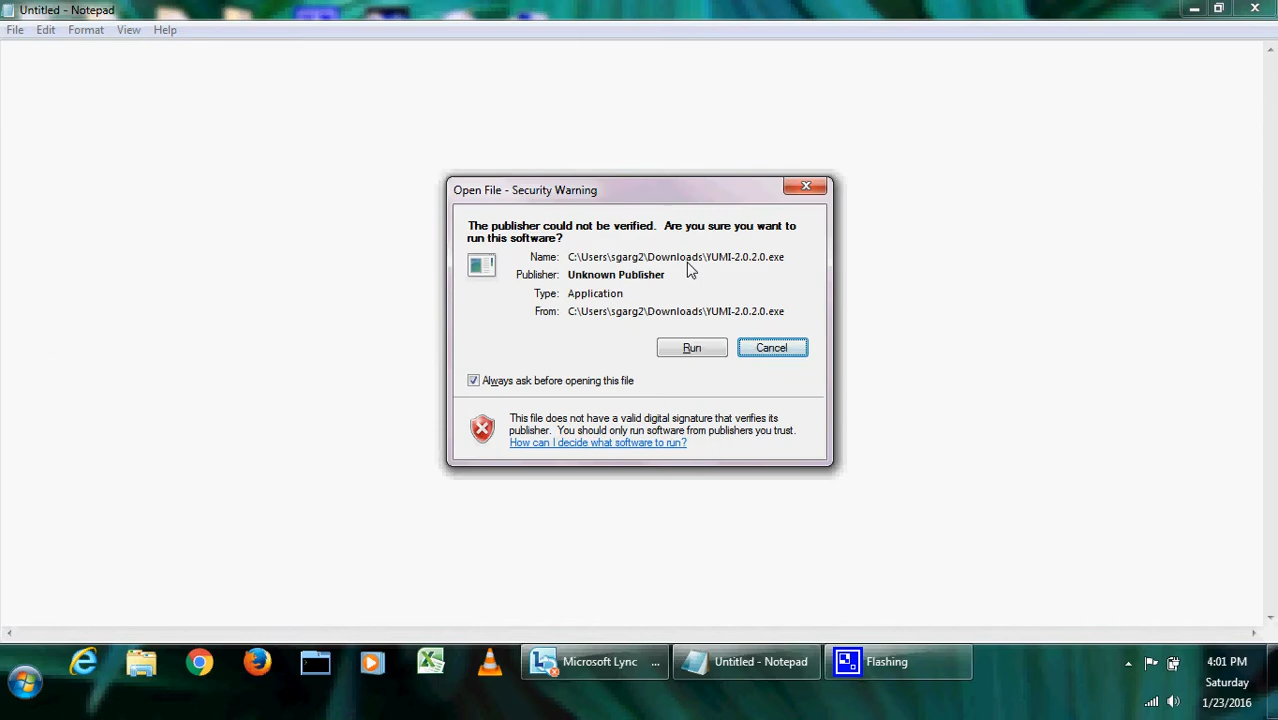 Untitled - Notepad
File Edit Format View Help
Open File - Security Warning
The publisher could not be verified. Are you sure you want to
run this software?
Name: C:\Users\sgarg2\Downloads\YUMI-2.0.2.0.exe
Publisher: Unknown Publisher
Type: Application
From: C:\Users\sgarg2\Downloads\YUMI-2.0.2.0.exe
Run Cancel
Always ask before opening this file
This file does not have a valid digital signature that verifies its
publisher. You should only run software from publishers you trust.
How can I decide what software to run?
Microsoft Lync ... Untitled - Notepad Flashing
4:01 PM
Saturday
1/23/2016